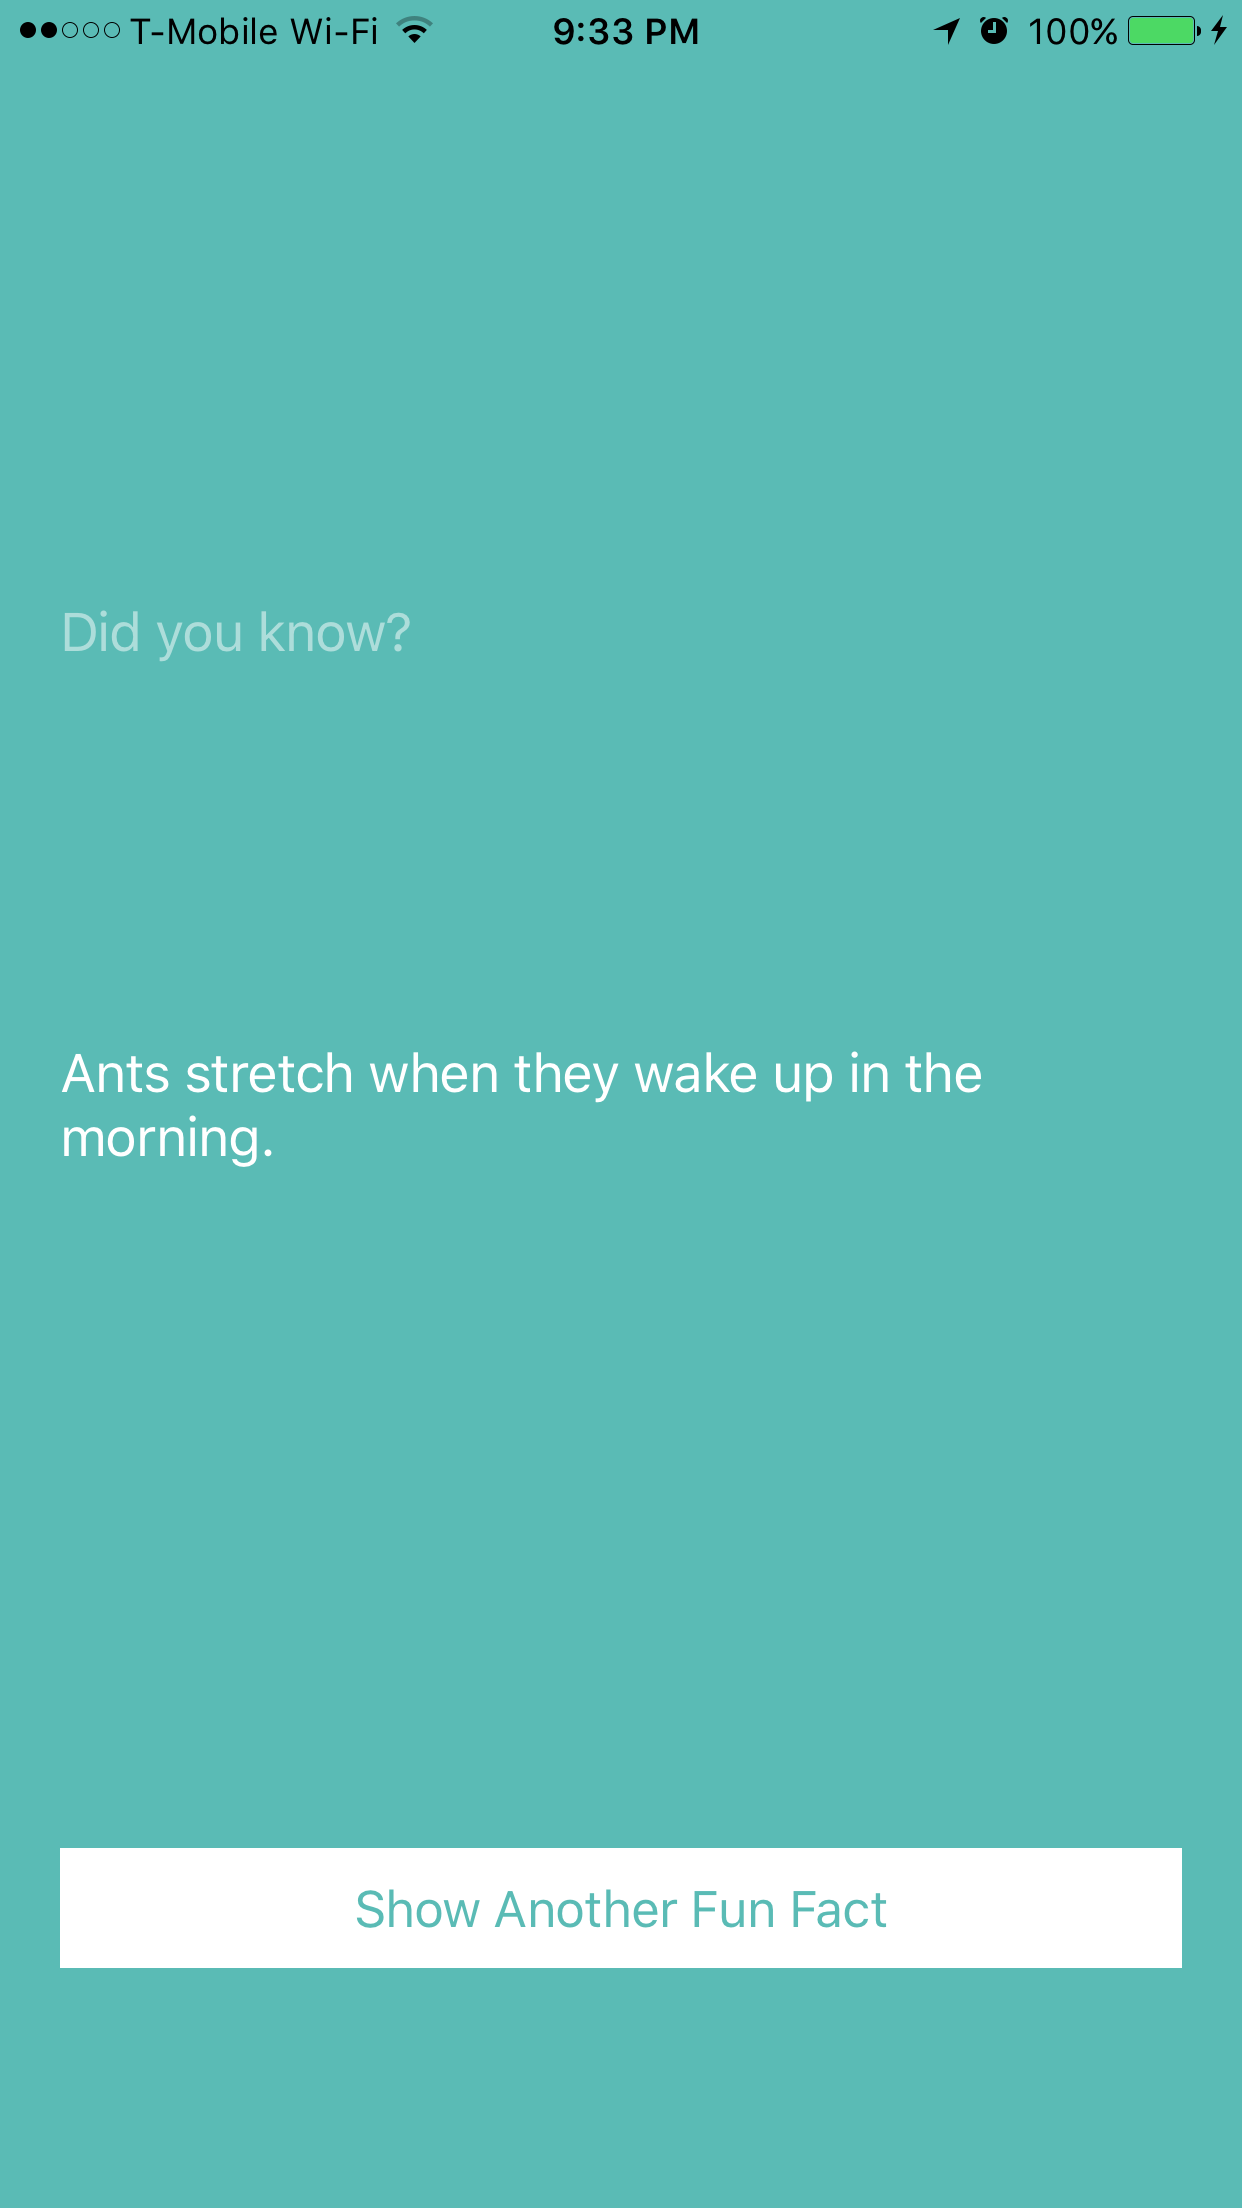 T-Mobile Wi-Fi 9:33 PM 100%
Did you know?
Ants stretch when they wake up in the
morning.
Show Another Fun Fact